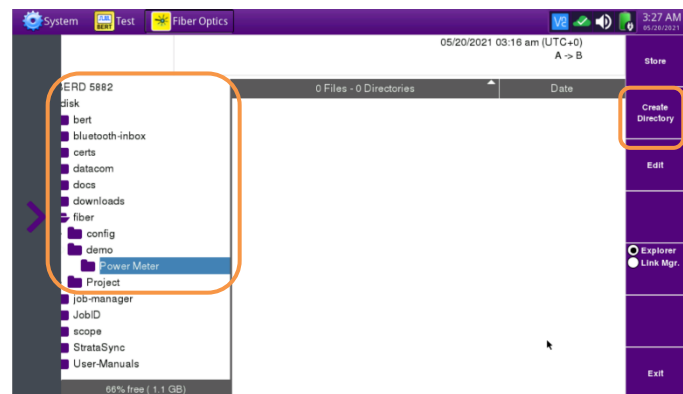 System
Test
Fiber Optics
V2
3:27 AM
05/20/2021
05/20/2021 03:16 am (UTC+0)
A -> B
ERD 5882
disk
bert
bluetooth-inbox
certs
datacom
docs
downloads
fiber
config
demo
Power Meter
Project
job-manager
JobID
scope
StrataSync
User-Manuals
66% free ( 1.1 GB)
0 Files - 0 Directories
Date
Store
Create
Directory
Edit
Explorer
Link Mgr.
Exit